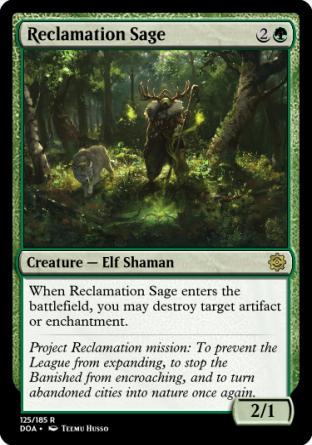 Reclamation Sage 2
Creature — Elf Shaman
When Reclamation Sage enters the
battlefield, you may destroy target artifact
or enchantment.
Project Reclamation mission: To prevent the
League from expanding, to stop the
Banished from encroaching, and to turn
abandoned cities into nature once again.
2/1
125/185 R
DOA • Teemu Husso